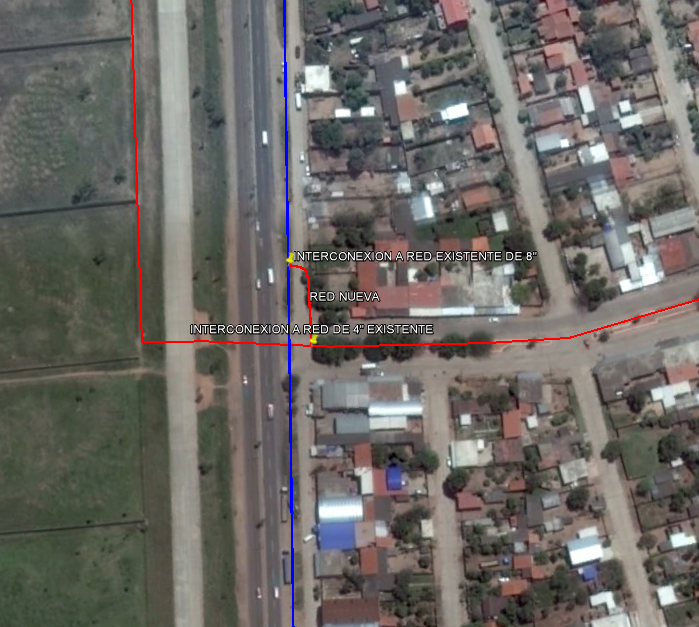 INTERCONEXION A RED EXISTENTE DE 8"
RED NUEVA
INTERCONEXION A RED DE 4" EXISTENTE